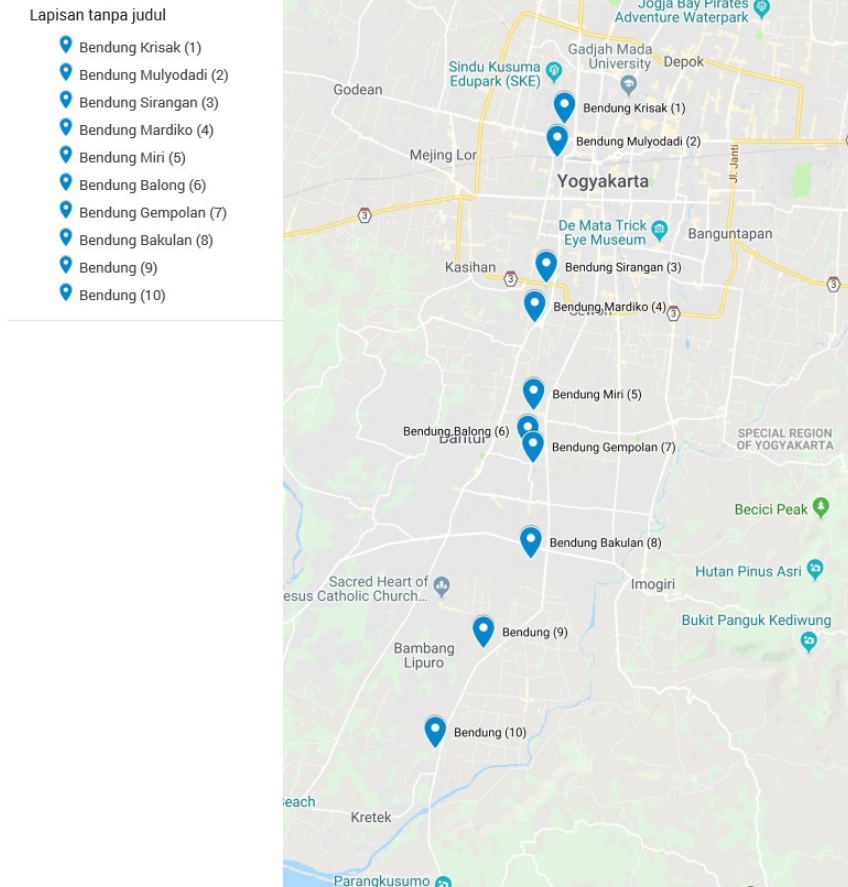 Lapisan tanpa judul
Bendung Krisak (1)
Bendung Mulyodadi (2)
Bendung Sirangan (3)
Bendung Mardiko (4)
Bendung Miri (5)
Bendung Balong (6)
Bendung Gempolan (7)
Bendung Bakulan (8)
Bendung (9)
Bendung (10)
Jogja Bay Pirates
Adventure Waterpark
Gadjah Mada
University
Depok
Sindu Kusuma
Edupark (SKE)
Godean
Bendung Krisak (1)
Bendung Mulyodadi (2)
Mejing Lor
Jl. Janti
Yogyakarta
3
De Mata Trick
Eye Museum
Banguntapan
Kasihan
3
Bendung Sirangan (3)
3
Bendung Mardiko (4)
3
Bendung Miri (5)
Bendung Balong (6)
Bantul
Bendung Gempolan (7)
SPECIAL REGION
OF YOGYAKARTA
Becici Peak
Bendung Bakulan (8)
Hutan Pinus Asri
Imogiri
Sacred Heart of
esus Catholic Church...
Bukit Panguk Kediwung
Bendung (9)
Bambang
Lipuro
Bendung (10)
Beach
Kretek
Parangkusumo